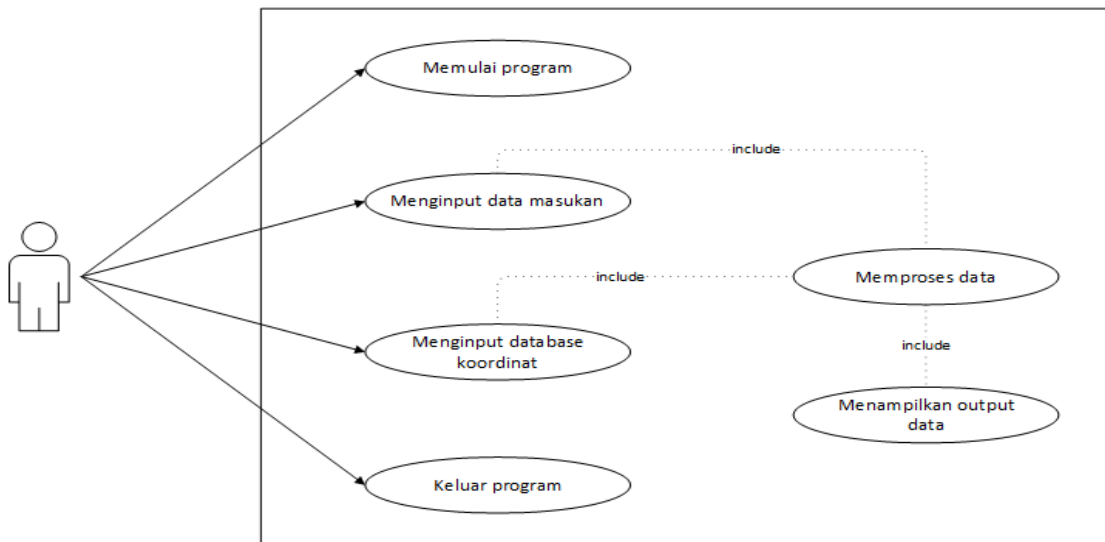 Memulai program
include
Menginput data masukan
include
Memproses data
Menginput database
koordinat
include
Menampilkan output
data
Keluar program